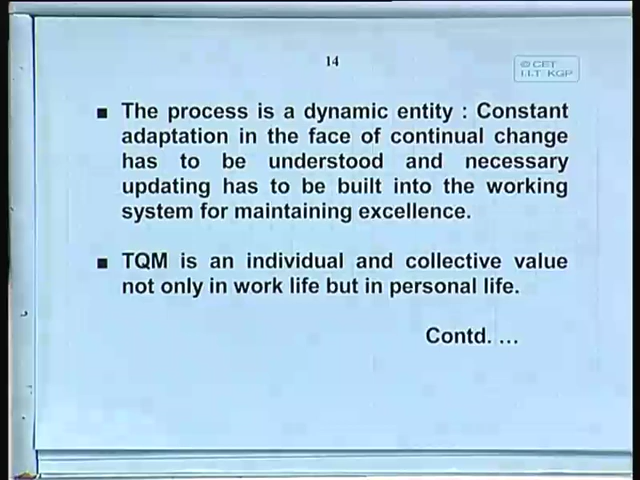 14
© CET
I.I.T. KGP
■ The process is a dynamic entity : Constant
adaptation in the face of continual change
has to be understood and necessary
updating has to be built into the working
system for maintaining excellence.
■ TQM is an individual and collective value
not only in work life but in personal life.
Contd. ...